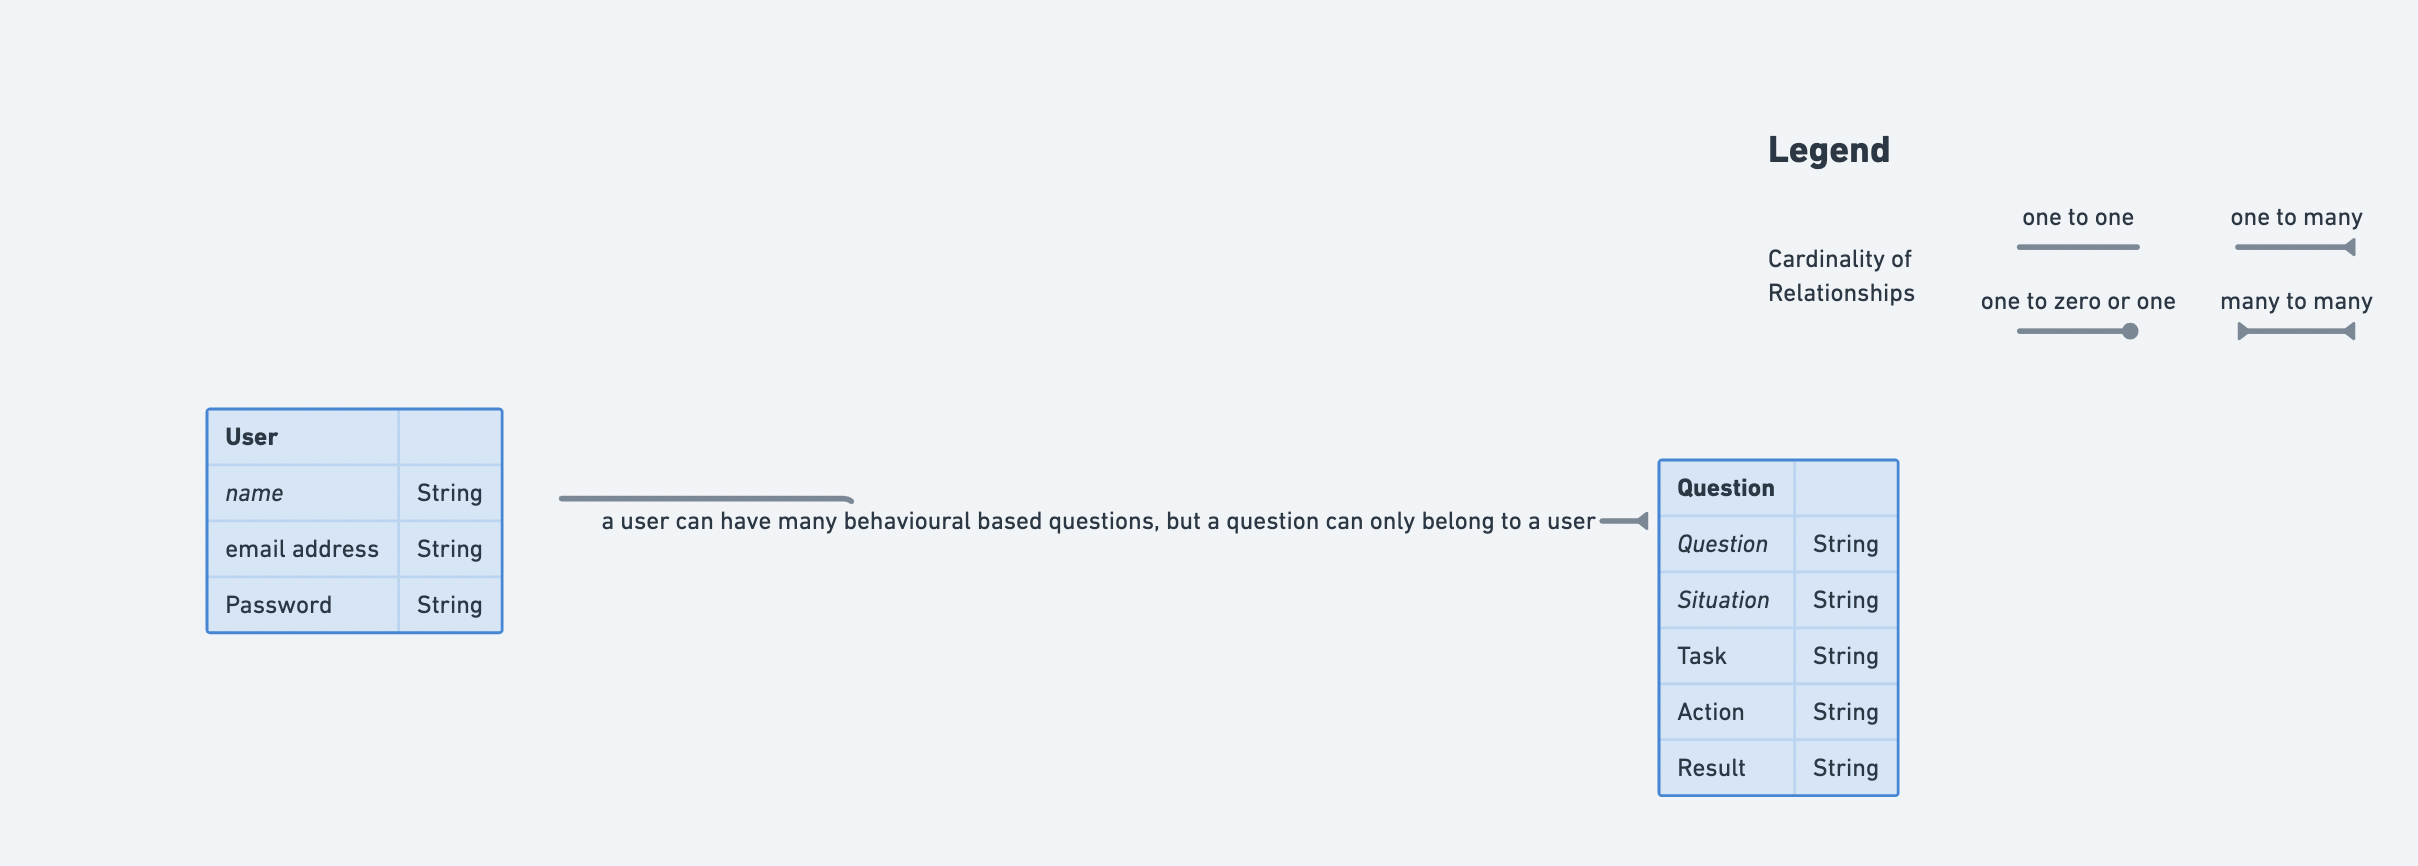 Legend
one to one
one to many
Cardinality of
Relationships
one to zero or one
many to many
User
name String
email address String
Password String
a user can have many behavioural based questions, but a question can only belong to a user
Question
Question String
Situation String
Task String
Action String
Result String